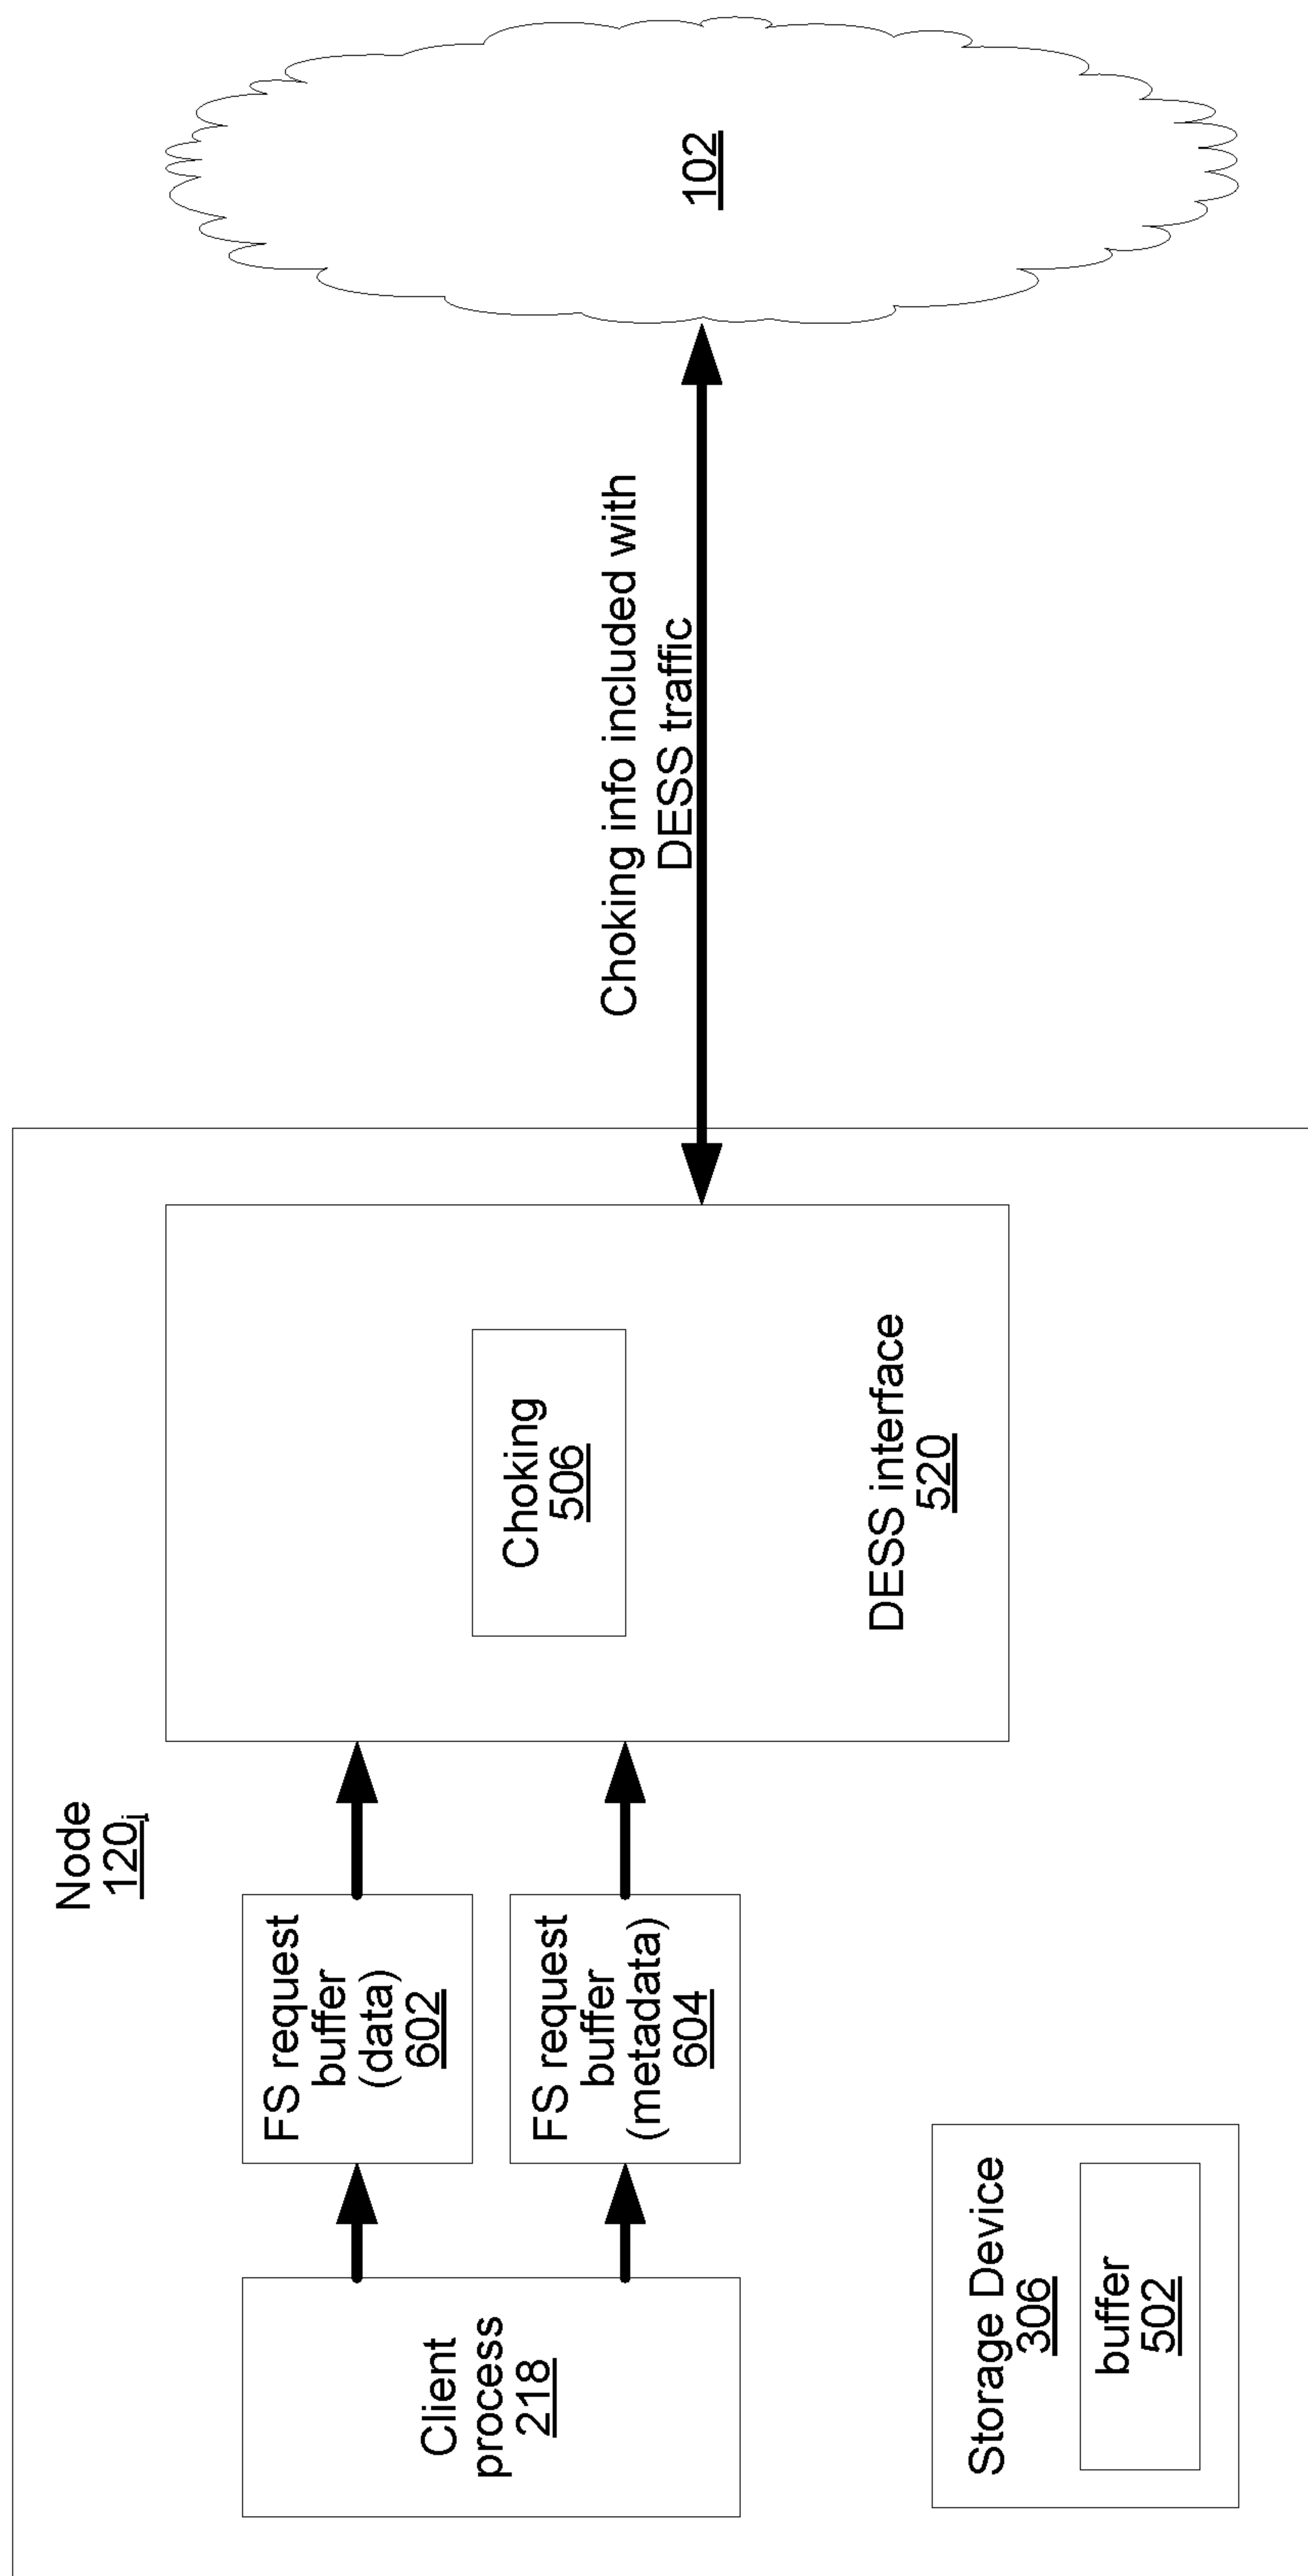 Node
120i
Client
process
218
FS request
buffer
(data)
602
FS request
buffer
(metadata)
604
Choking
506
DESS interface
520
Storage Device
306
buffer
502
Choking info included with
DESS traffic
102